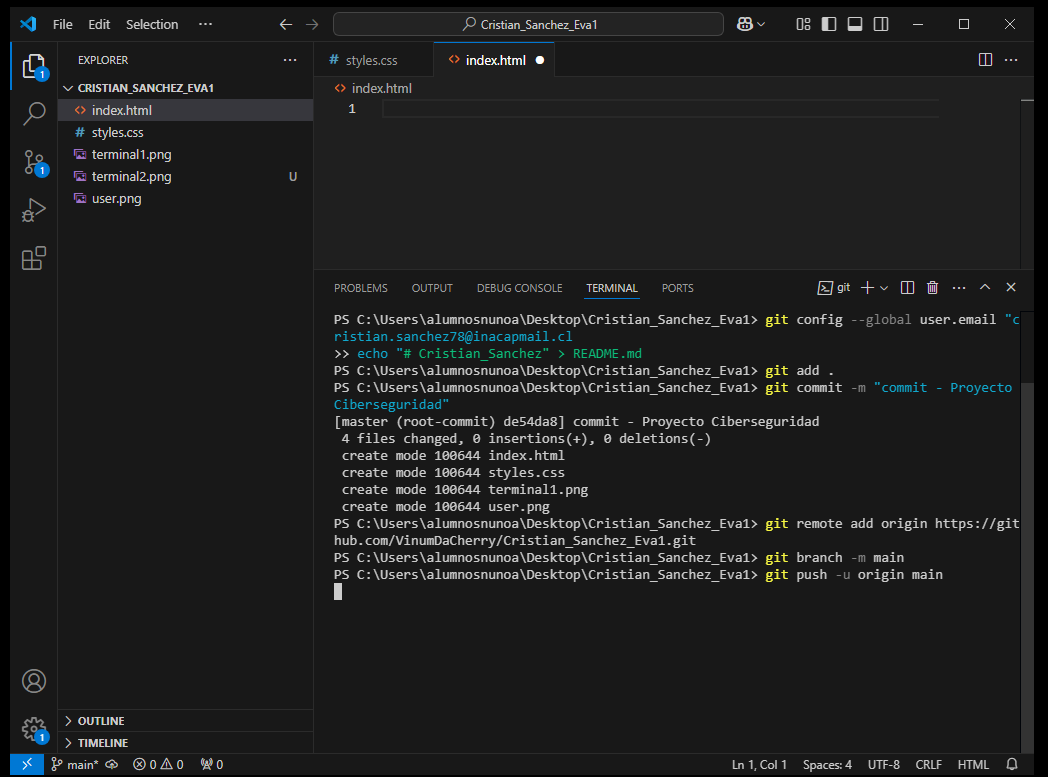 File Edit Selection ··· Cristian_Sanchez_Eva1
EXPLORER ···
CRISTIAN_SANCHEZ_EVA1
<> index.html
# styles.css
terminal1.png
terminal2.png U
user.png
OUTLINE
TIMELINE
1
1
1
# styles.css <> index.html ●
<> index.html
1
PROBLEMS OUTPUT DEBUG CONSOLE TERMINAL PORTS git
PS C:\Users\alumnosnunoa\Desktop\Cristian_Sanchez_Eva1> git config --global user.email "c
ristian.sanchez78@inacapmail.cl
>> echo "# Cristian_Sanchez" > README.md
PS C:\Users\alumnosnunoa\Desktop\Cristian_Sanchez_Eva1> git add .
PS C:\Users\alumnosnunoa\Desktop\Cristian_Sanchez_Eva1> git commit -m "commit - Proyecto
Ciberseguridad"
[master (root-commit) de54da8] commit - Proyecto Ciberseguridad
 4 files changed, 0 insertions(+), 0 deletions(-)
 create mode 100644 index.html
 create mode 100644 styles.css
 create mode 100644 terminal1.png
 create mode 100644 user.png
PS C:\Users\alumnosnunoa\Desktop\Cristian_Sanchez_Eva1> git remote add origin https://git
hub.com/VinumDaCherry/Cristian_Sanchez_Eva1.git
PS C:\Users\alumnosnunoa\Desktop\Cristian_Sanchez_Eva1> git branch -m main
PS C:\Users\alumnosnunoa\Desktop\Cristian_Sanchez_Eva1> git push -u origin main
main* 0 0 0 Ln 1, Col 1 Spaces: 4 UTF-8 CRLF HTML